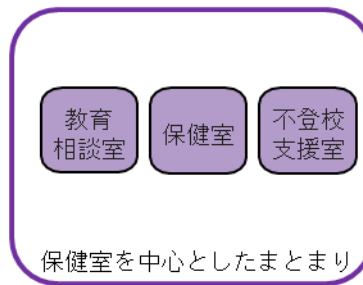 教育
相談室
保健室
不登校
支援室
保健室を中心としたまとまり